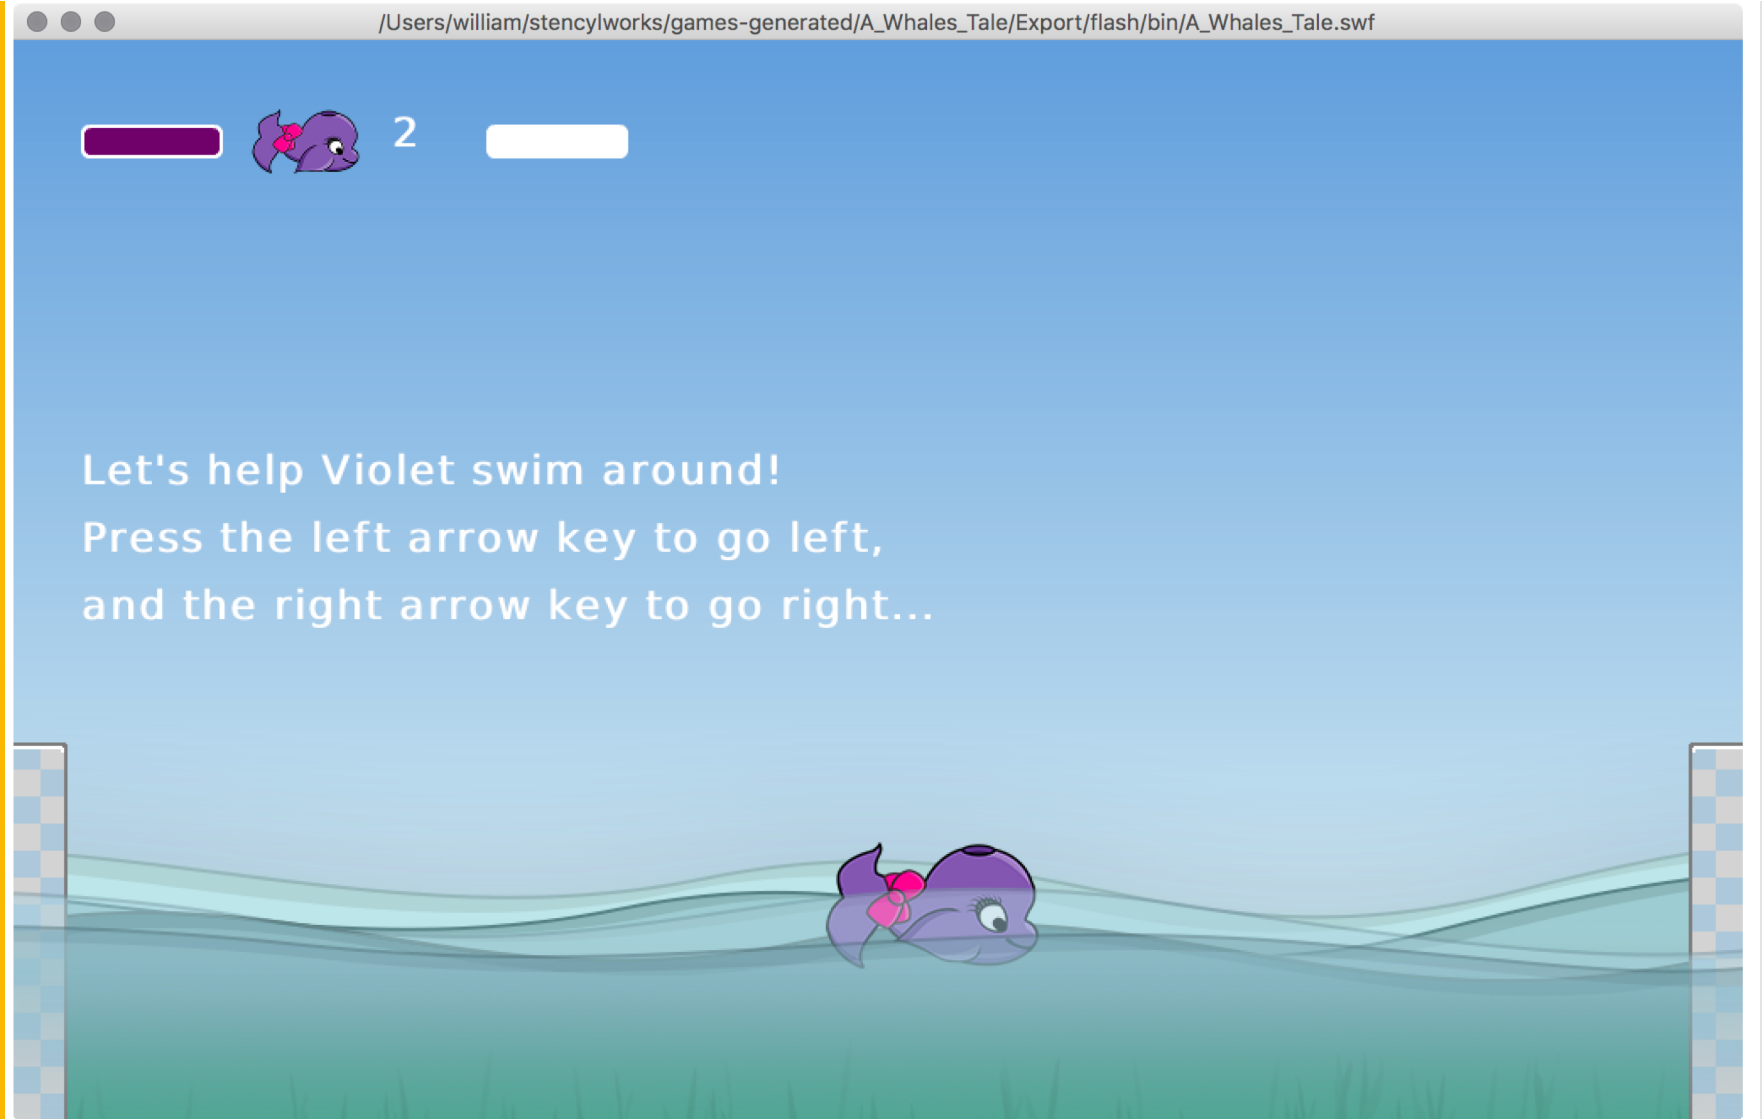 /Users/william/stencylworks/games-generated/A_Whales_Tale/Export/flash/bin/A_Whales_Tale.swf
2
Let's help Violet swim around!
Press the left arrow key to go left,
and the right arrow key to go right...